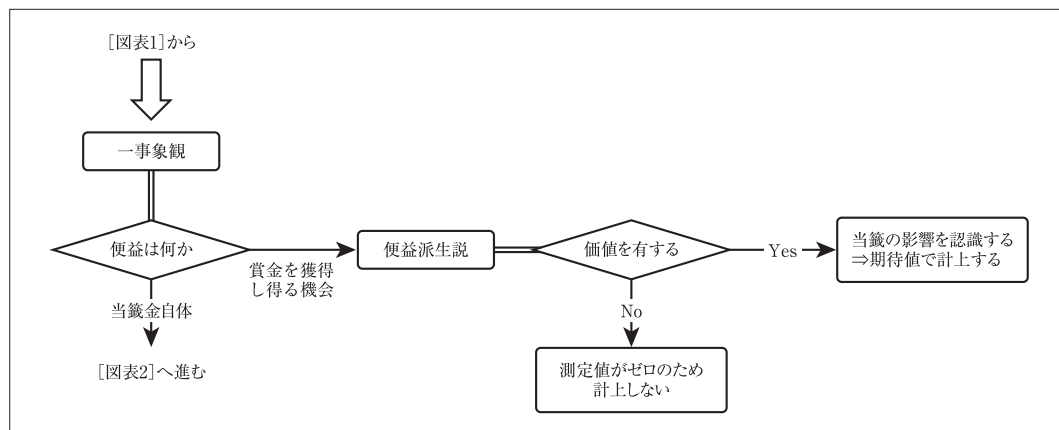 [図表1]から
一事象観
便益は何か
賞金を獲得
し得る機会
便益派生説
価値を有する
Yes
当籤の影響を認識する
⇒期待値で計上する
当籤金自体
No
[図表2]へ進む
測定値がゼロのため
計上しない